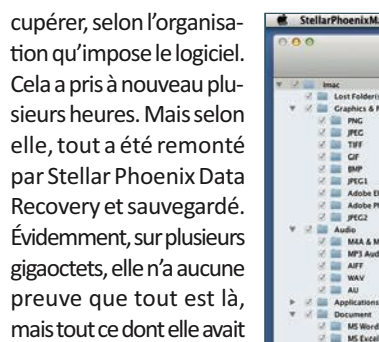 cupérer, selon l’organisa-
tion qu’impose le logiciel.
Cela a pris à nouveau plu-
sieurs heures. Mais selon
elle, tout a été remonté
par Stellar Phoenix Data
Recovery et sauvegardé.
Évidemment, sur plusieurs
gigaoctets, elle n’a aucune
preuve que tout est là,
mais tout ce dont elle avait
StellarPhoenixMa
Imac
Lost Folder(s
Graphics & P
PNG
JPEG
TIFF
GIF
BMP
JPEG1
Adobe
Adobe
JPEG2
Audio
M4A & M
MP3 Aud
AIFF
WAV
AU
Applications
Document
MS Word
MS Excel